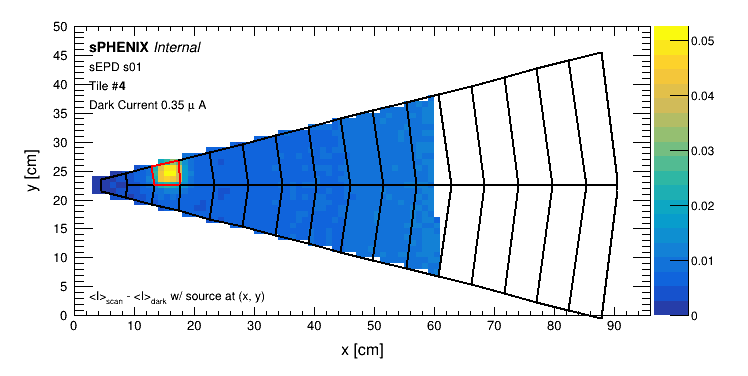 sPHENIX Internal
sEPD s01
Tile #4
Dark Current 0.35 μ A
<I>scan - <I>dark w/ source at (x, y)
y [cm]
50
45
40
35
30
25
20
15
10
5
0
0 10 20 30 40 50 60 70 80 90
x [cm]
0.05
0.04
0.03
0.02
0.01
0